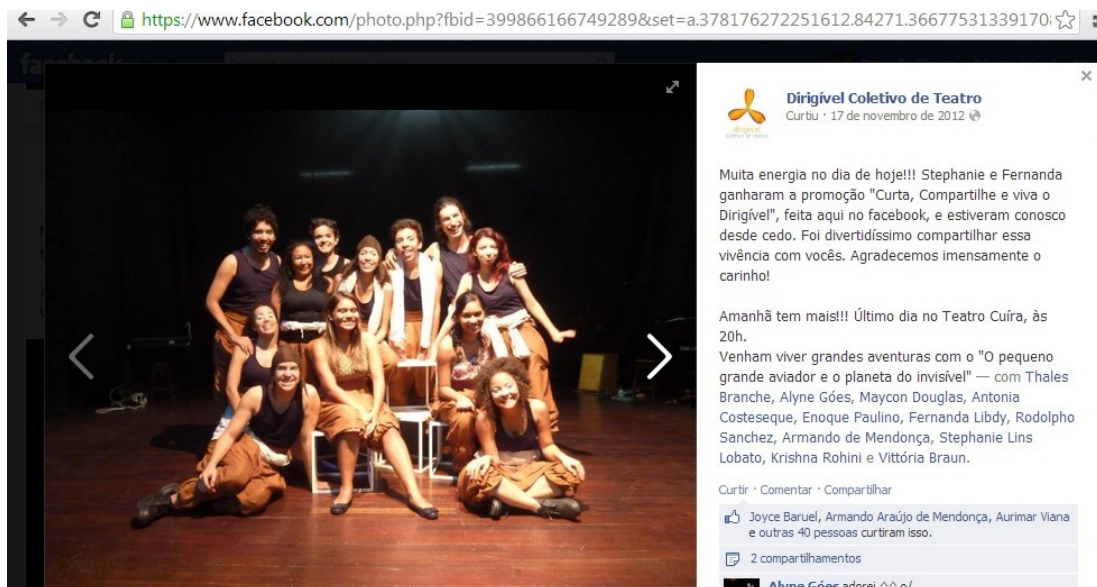 https://www.facebook.com/photo.php?fbid=399866166749289&set=a.378176272251612.84271.36677531339170
facebook
Dirigível Coletivo de Teatro
Curtiu · 17 de novembro de 2012
dirigível
Muita energia no dia de hoje!!! Stephanie e Fernanda
ganharam a promoção "Curta, Compartilhe e viva o
Dirigível", feita aqui no facebook, e estiveram conosco
desde cedo. Foi divertidíssimo compartilhar essa
vivência com vocês. Agradecemos imensamente o
carinho!
Amanhã tem mais!!! Último dia no Teatro Cuíra, às
20h.
Venham viver grandes aventuras com o "O pequeno
grande aviador e o planeta do invisível" — com Thales
Branche, Alyne Góes, Maycon Douglas, Antonia
Costeseque, Enoque Paulino, Fernanda Libdy, Rodolpho
Sanchez, Armando de Mendonça, Stephanie Lins
Lobato, Krishna Rohini e Vittória Braun.
Curtir · Comentar · Compartilhar
Joyce Baruel, Armando Araújo de Mendonça, Aurimar Viana
e outras 40 pessoas curtiram isso.
2 compartilhamentos
Alyne Góes adorei ^^ o/